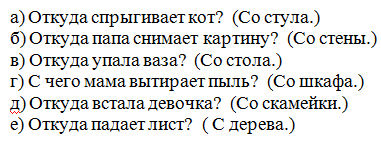 а) Откуда спрыгивает кот?  (Со стула.)
б) Откуда папа снимает картину?  (Со стены.)
в) Откуда упала ваза?  (Со стола.)
г) С чего мама вытирает пыль?  (Со шкафа.)
д) Откуда встала девочка?  (Со скамейки.)
е) Откуда падает лист?  ( С дерева.)